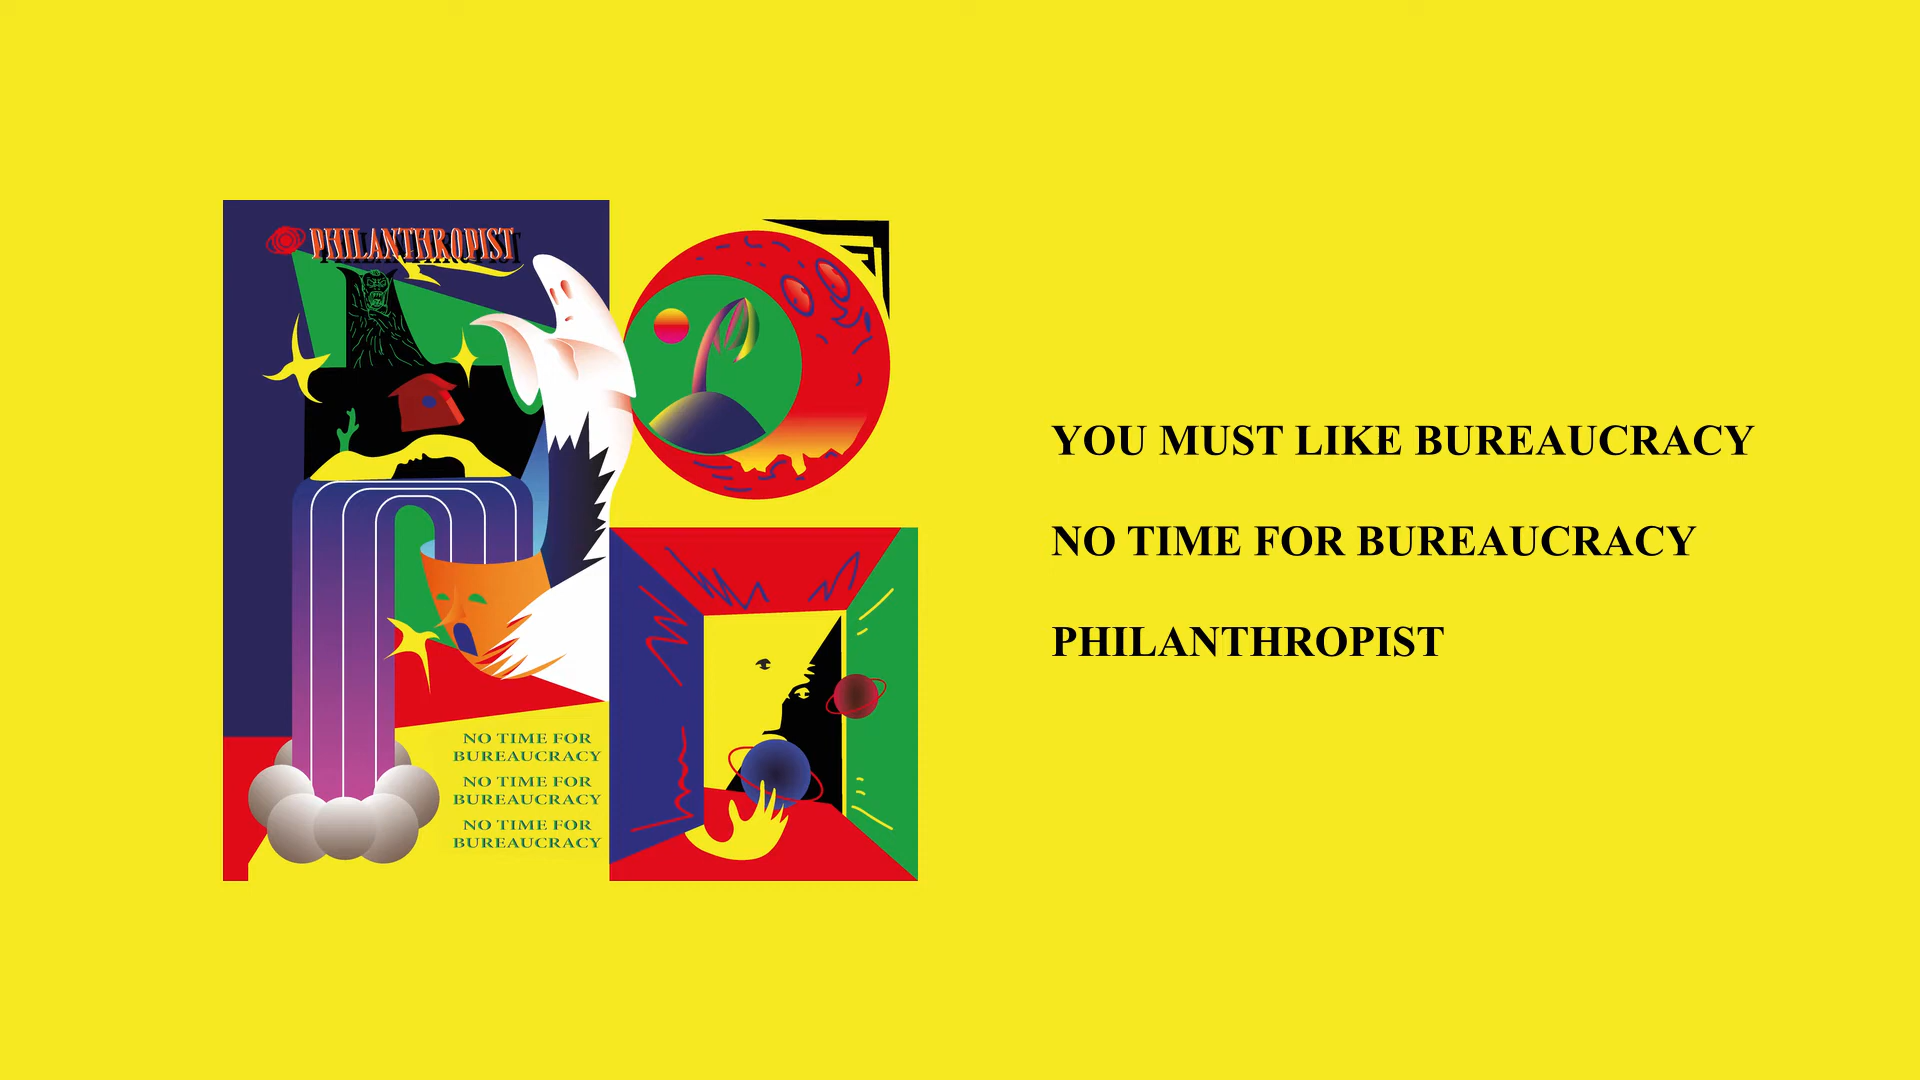 PHILANTHROPIST
NO TIME FOR
BUREAUCRACY
NO TIME FOR
BUREAUCRACY
NO TIME FOR
BUREAUCRACY
YOU MUST LIKE BUREAUCRACY
NO TIME FOR BUREAUCRACY
PHILANTHROPIST